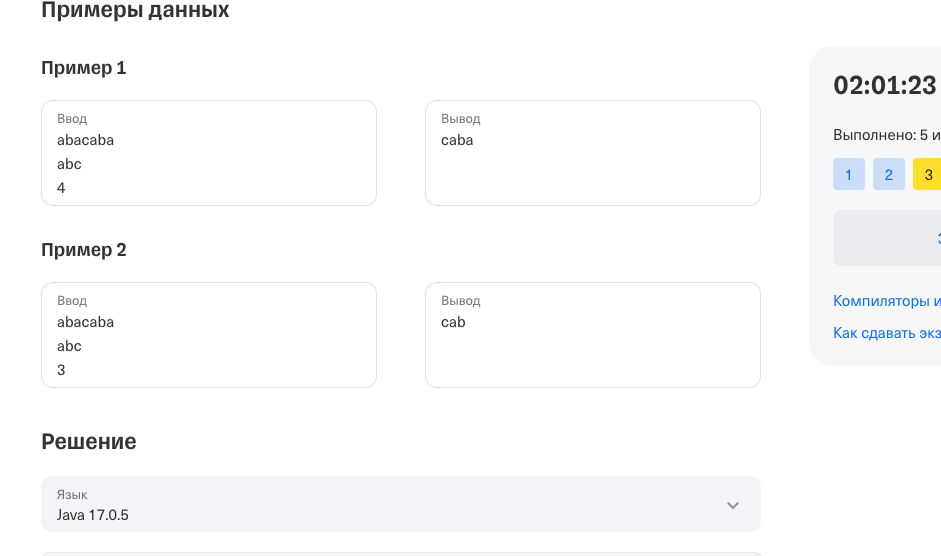 Примеры данных
Пример 1
Ввод
abacaba
abc
4
Вывод
caba
Пример 2
Ввод
abacaba
abc
3
Вывод
cab
Решение
Язык
Java 17.0.5
02:01:23
Выполнено: 5 и
1 2 3
Компиляторы и
Как сдавать экз